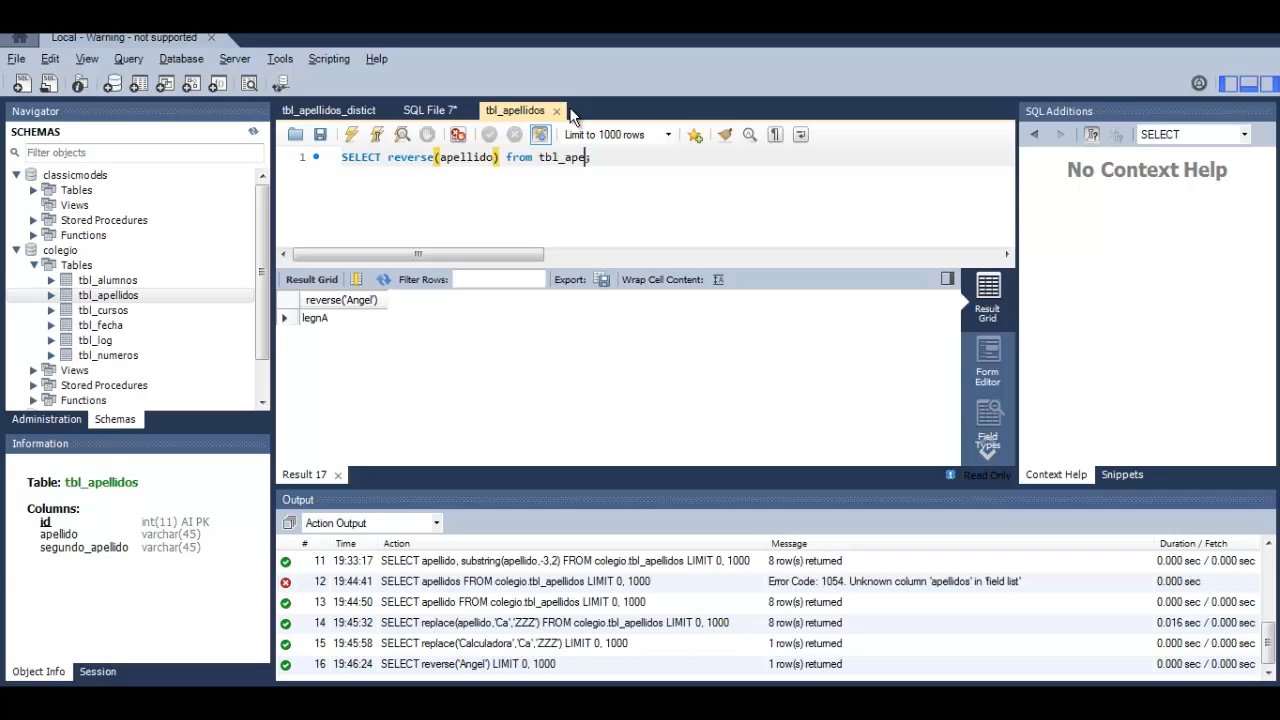 Local - Warning - not supported
File Edit View Query Database Server Tools Scripting Help
Navigator
SCHEMAS
Filter objects
classicmodels
Tables
Views
Stored Procedures
Functions
colegio
Tables
tbl_alumnos
tbl_apellidos
tbl_cursos
tbl_fecha
tbl_log
tbl_numeros
Views
Stored Procedures
Functions
Administration Schemas
Information
Table: tbl_apellidos
Columns:
id int(11) AI PK
apellido varchar(45)
segundo_apellido varchar(45)
Object Info Session
tbl_apellidos_distict SQL File 7* tbl_apellidos
Limit to 1000 rows
1 SELECT reverse(apellido) from tbl_ape;
Result Grid Filter Rows: Export: Wrap Cell Content:
reverse('Angel')
legnA
Result Grid
Form Editor
Field Types
Result 17 Read Only
SQL Additions
SELECT
No Context Help
Context Help Snippets
Output
Action Output
# Time Action Message Duration / Fetch
11 19:33:17 SELECT apellido, substring(apellido,-3,2) FROM colegio.tbl_apellidos LIMIT 0, 1000 8 row(s) returned 0.000 sec / 0.000 sec
12 19:44:41 SELECT apellidos FROM colegio.tbl_apellidos LIMIT 0, 1000 Error Code: 1054. Unknown column 'apellidos' in 'field list' 0.000 sec
13 19:44:50 SELECT apellido FROM colegio.tbl_apellidos LIMIT 0, 1000 8 row(s) returned 0.000 sec / 0.000 sec
14 19:45:32 SELECT replace(apellido,'Ca','ZZZ') FROM colegio.tbl_apellidos LIMIT 0, 1000 8 row(s) returned 0.016 sec / 0.000 sec
15 19:45:58 SELECT replace('Calculadora','Ca','ZZZ') LIMIT 0, 1000 1 row(s) returned 0.000 sec / 0.000 sec
16 19:46:24 SELECT reverse('Angel') LIMIT 0, 1000 1 row(s) returned 0.000 sec / 0.000 sec